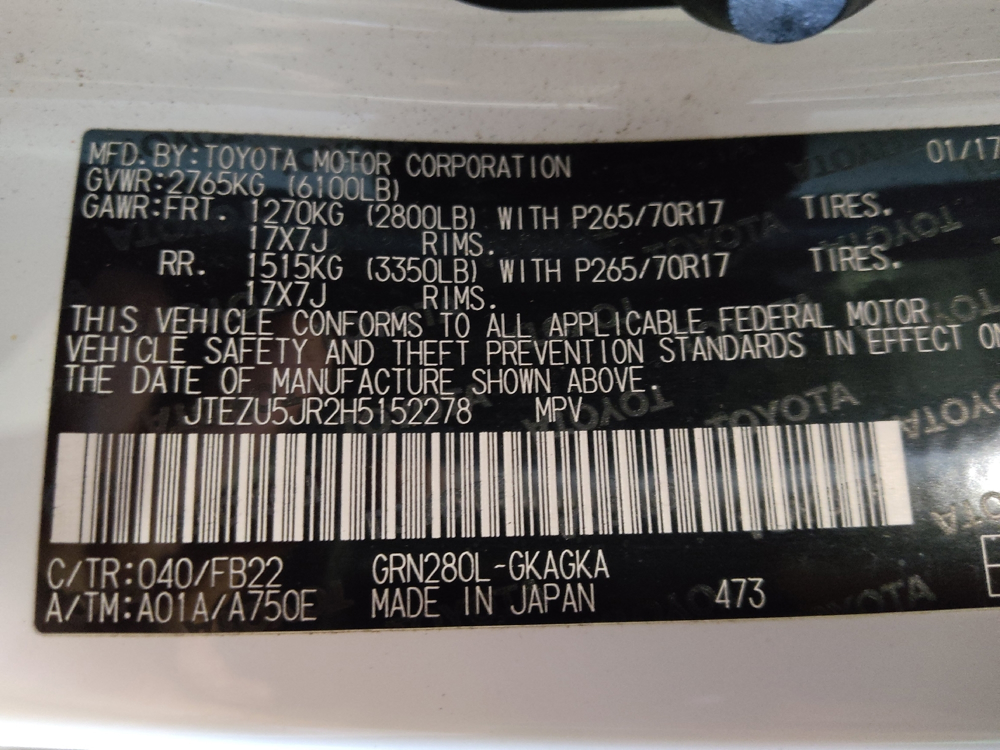 MFD. BY: TOYOTA MOTOR CORPORATION 01/17
GVWR: 2765KG (6100LB)
GAWR: FRT. 1270KG (2800LB) WITH P265/70R17 TIRES.
17X7J RIMS.
RR. 1515KG (3350LB) WITH P265/70R17 TIRES.
17X7J RIMS.
THIS VEHICLE CONFORMS TO ALL APPLICABLE FEDERAL MOTOR
VEHICLE SAFETY AND THEFT PREVENTION STANDARDS IN EFFECT ON
THE DATE OF MANUFACTURE SHOWN ABOVE.
JTEZU5JR2H5152278 MPV
C/TR: 040/FB22 GRN280L-GKAGKA
A/TM: A01A/A750E MADE IN JAPAN 473